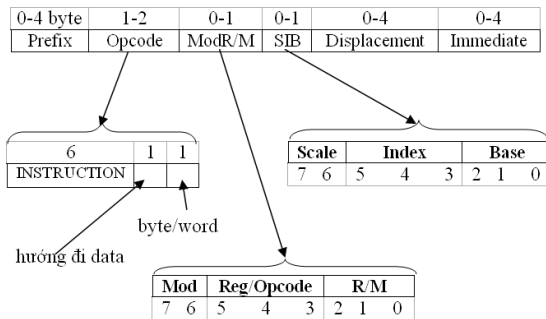 0-4 byte 1-2 0-1 0-1 0-4 0-4
Prefix Opcode ModR/M SIB Displacement Immediate
6 1 1
INSTRUCTION
Scale Index Base
7 6 5 4 3 2 1 0
byte/word
hướng đi data
Mod Reg/Opcode R/M
7 6 5 4 3 2 1 0